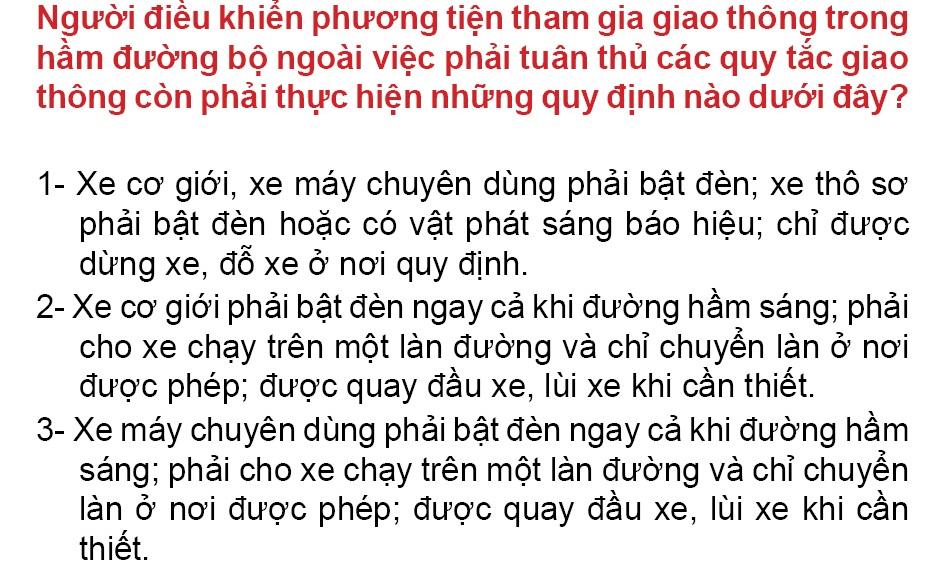 Người điều khiển phương tiện tham gia giao thông trong
hầm đường bộ ngoài việc phải tuân thủ các quy tắc giao
thông còn phải thực hiện những quy định nào dưới đây?
1- Xe cơ giới, xe máy chuyên dùng phải bật đèn; xe thô sơ
phải bật đèn hoặc có vật phát sáng báo hiệu; chỉ được
dừng xe, đỗ xe ở nơi quy định.
2- Xe cơ giới phải bật đèn ngay cả khi đường hầm sáng; phải
cho xe chạy trên một làn đường và chỉ chuyển làn ở nơi
được phép; được quay đầu xe, lùi xe khi cần thiết.
3- Xe máy chuyên dùng phải bật đèn ngay cả khi đường hầm
sáng; phải cho xe chạy trên một làn đường và chỉ chuyển
làn ở nơi được phép; được quay đầu xe, lùi xe khi cần
thiết.